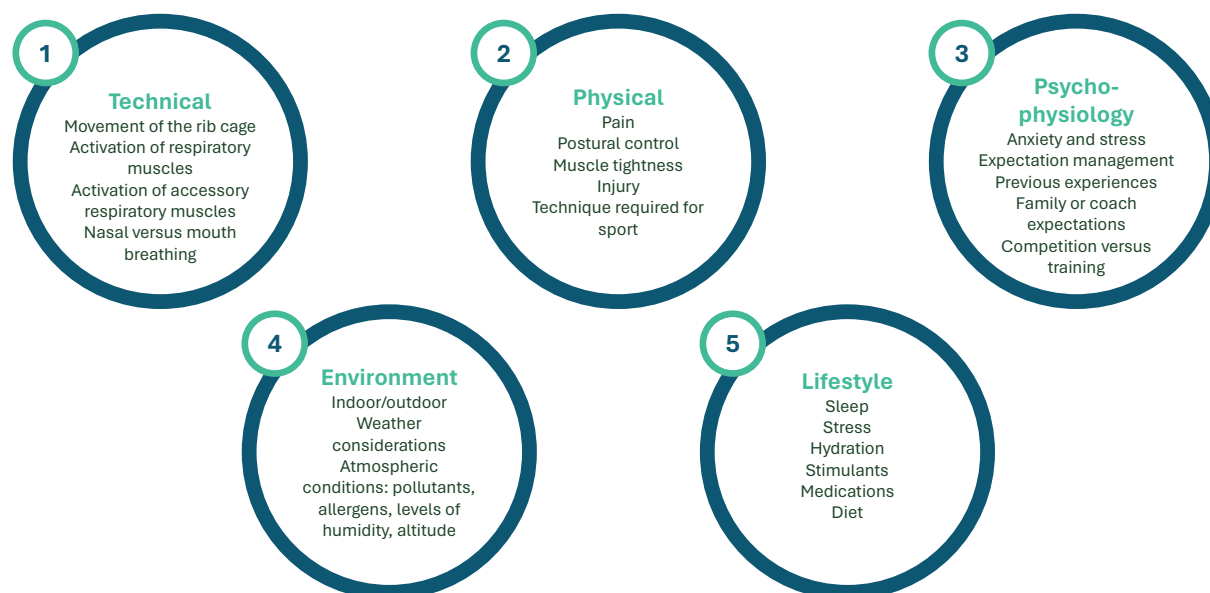 1
Technical
Movement of the rib cage
Activation of respiratory
muscles
Activation of accessory
respiratory muscles
Nasal versus mouth
breathing
2
Physical
Pain
Postural control
Muscle tightness
Injury
Technique required for
sport
3
Psycho-
physiology
Anxiety and stress
Expectation management
Previous experiences
Family or coach
expectations
Competition versus
training
4
Environment
Indoor/outdoor
Weather
considerations
Atmospheric
conditions: pollutants,
allergens, levels of
humidity, altitude
5
Lifestyle
Sleep
Stress
Hydration
Stimulants
Medications
Diet